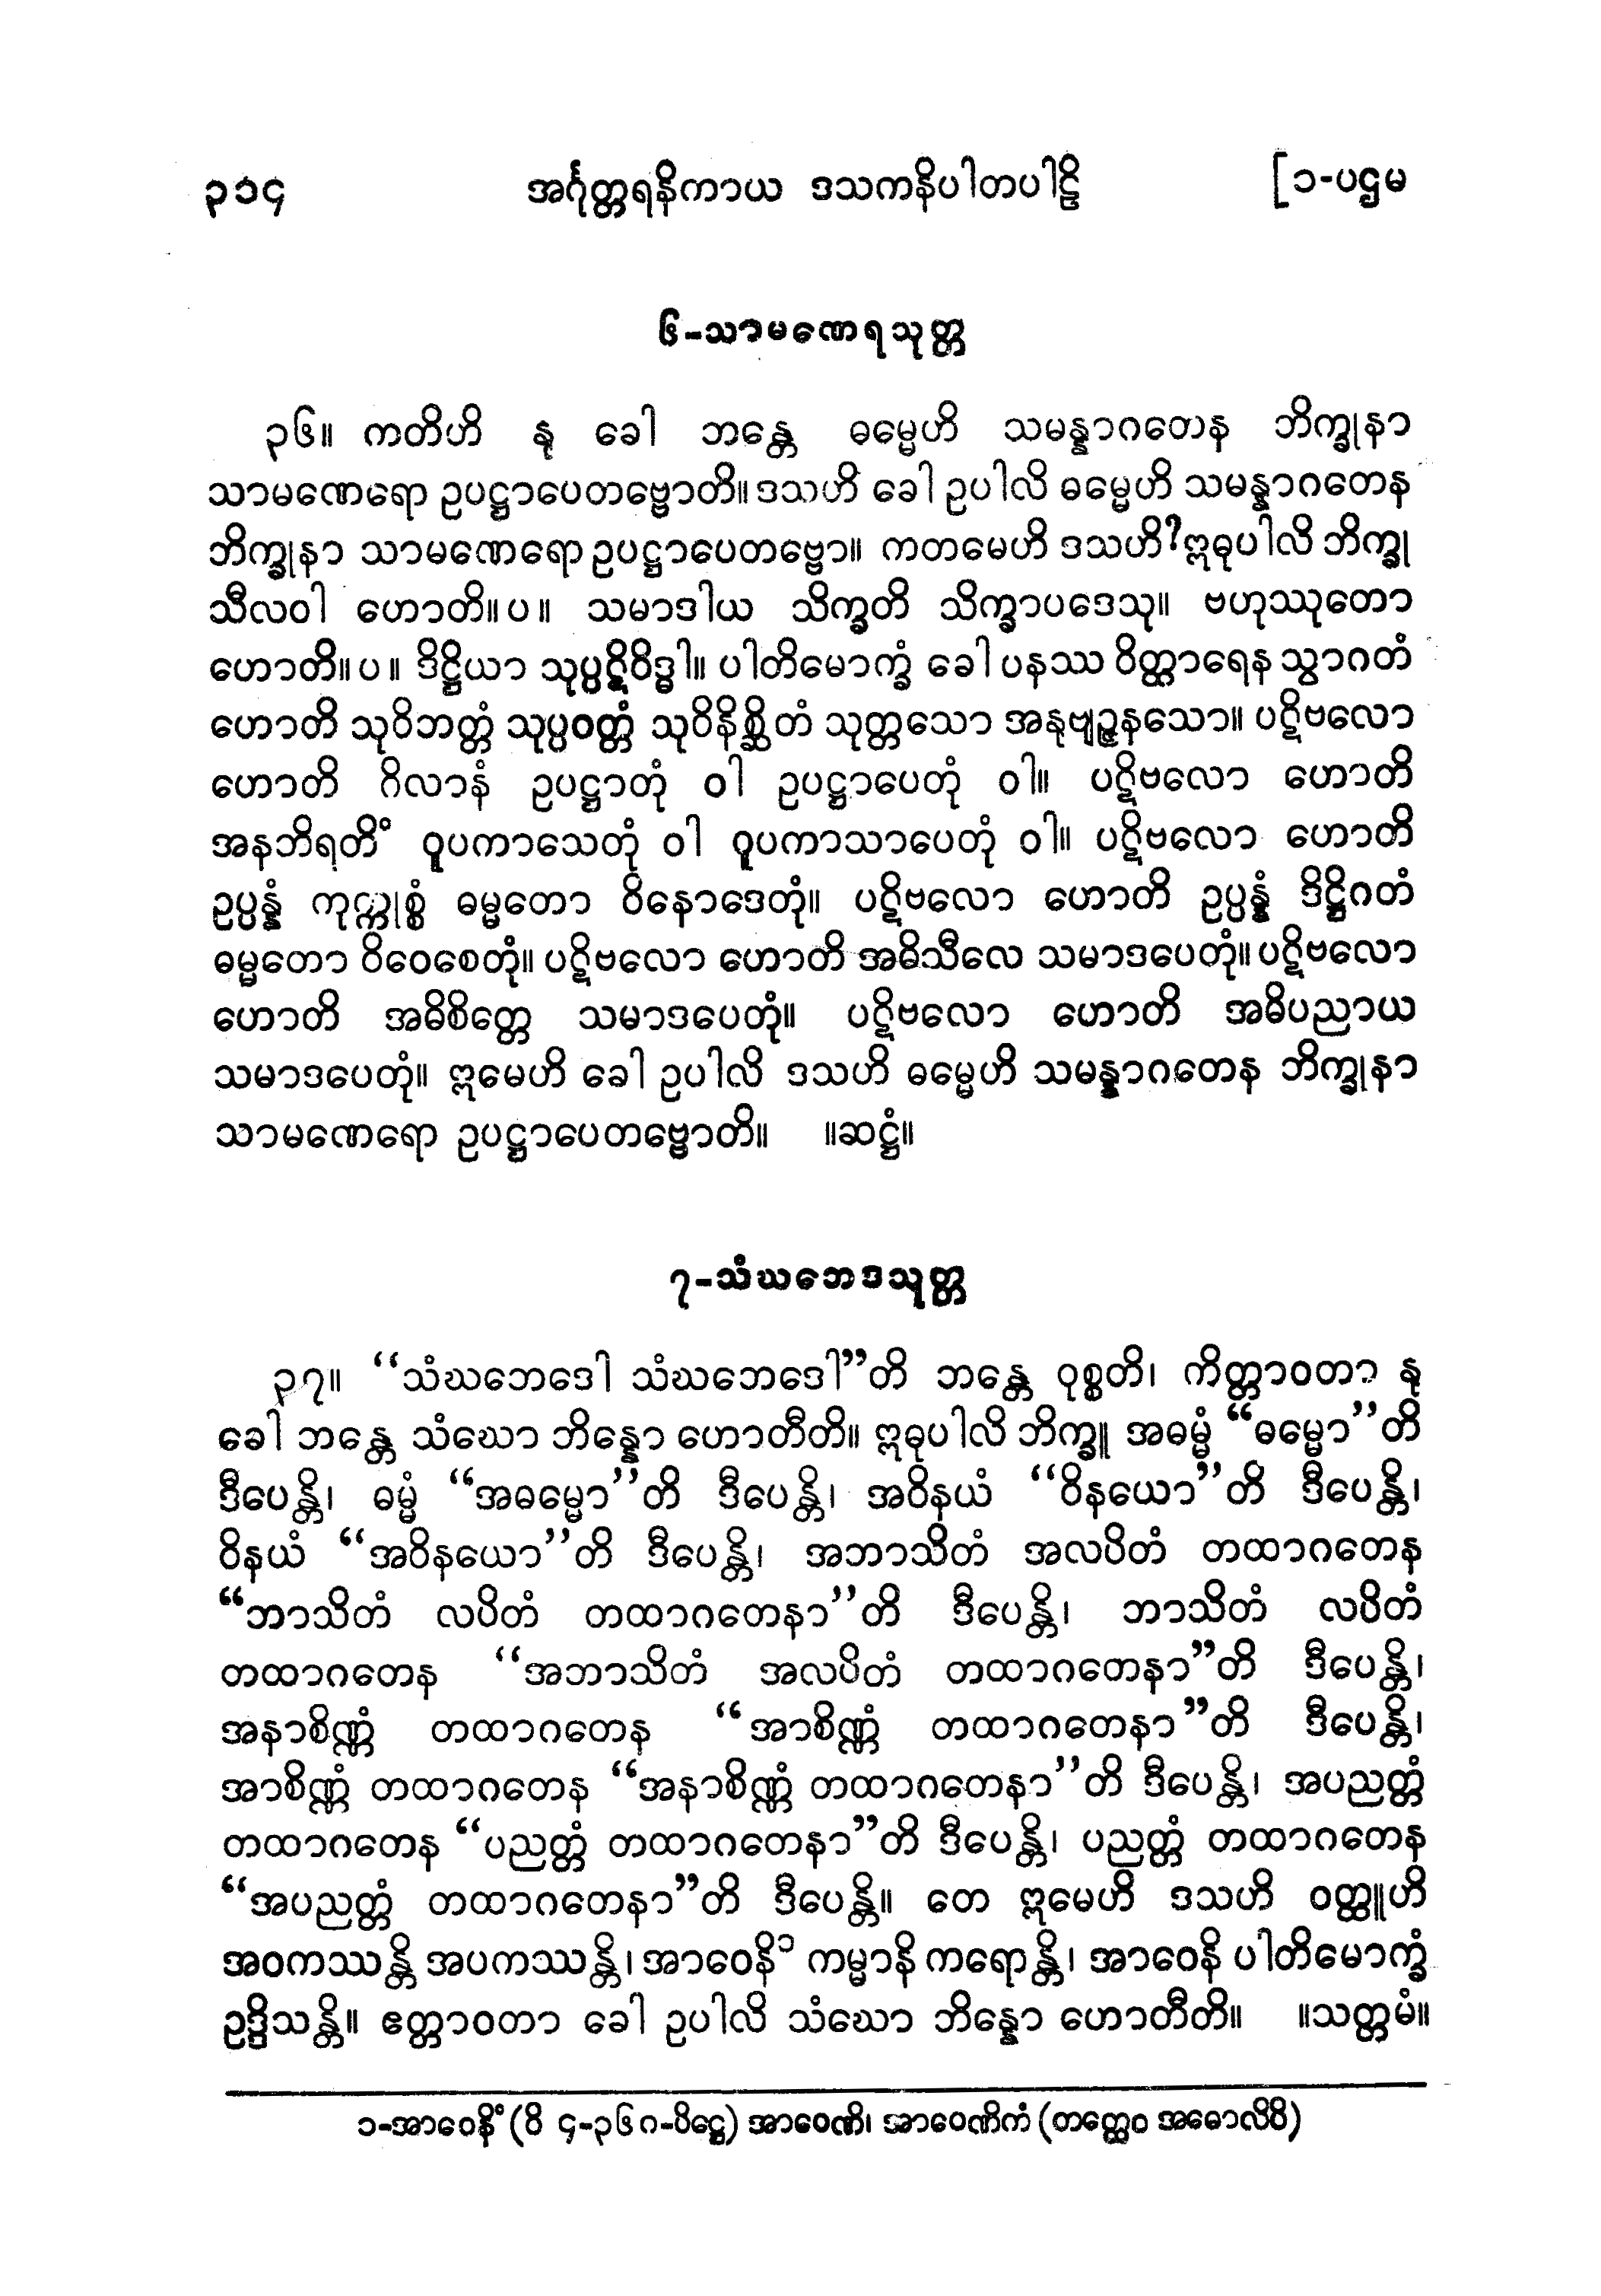 ၃၁၄ အင်္ဂုတ္တရနိကာယ ဒသကနိပါတပါဠိ [၁-ပဌမ
၆-သာမဏေရသုတ္တ
၃၆။ ကတိဟိ နု ခေါ ဘန္တေ ဓမ္မေဟိ သမန္နာဂတေန ဘိက္ခုနာ
သာမဏေရော ဥပဋ္ဌာပေတဗ္ဗောတိ။ ဒသဟိ ခေါ ဥပါလိ ဓမ္မေဟိ သမန္နာဂတေန
ဘိက္ခုနာ သာမဏေရော ဥပဋ္ဌာပေတဗ္ဗော။ ကတမေဟိ ဒသဟိ? ဣဓုပါလိ ဘိက္ခု
သီလဝါ ဟောတိ။ ပ ။ သမာဒါယ သိက္ခတိ သိက္ခာပဒေသု။ ဗဟုဿုတော
ဟောတိ။ ပ ။ ဒိဋ္ဌိယာ သုပ္ပဋိဝိဒ္ဓါ။ ပါတိမောက္ခံ ခေါ ပနဿ ဝိတ္ထာရေန သွာဂတံ
ဟောတိ သုဝိဘတ္တံ သုပ္ပဝတ္တံ သုဝိနိစ္ဆိတံ သုတ္တသော အနုဗျဉ္ဇနသော။ ပဋိဗလော
ဟောတိ ဂိလာနံ ဥပဋ္ဌာတုံ ဝါ ဥပဋ္ဌာပေတုံ ဝါ။ ပဋိဗလော ဟောတိ
အနဘိရတိံ ဝူပကာသေတုံ ဝါ ဝူပကာသာပေတုံ ဝါ။ ပဋိဗလော ဟောတိ
ဥပ္ပန္နံ ကုက္ကုစ္စံ ဓမ္မတော ဝိနောဒေတုံ။ ပဋိဗလော ဟောတိ ဥပ္ပန္နံ ဒိဋ္ဌိဂတံ
ဓမ္မတော ဝိဝေစေတုံ။ ပဋိဗလော ဟောတိ အဓိသီလေ သမာဒပေတုံ။ ပဋိဗလော
ဟောတိ အဓိစိတ္တေ သမာဒပေတုံ။ ပဋိဗလော ဟောတိ အဓိပညာယ
သမာဒပေတုံ။ ဣမေဟိ ခေါ ဥပါလိ ဒသဟိ ဓမ္မေဟိ သမန္နာဂတေန ဘိက္ခုနာ
သာမဏေရော ဥပဋ္ဌာပေတဗ္ဗောတိ။ ။ဆဋ္ဌံ။
၇-သံဃဘေဒသုတ္တ
၃၇။ “သံဃဘေဒေါ သံဃဘေဒေါ”တိ ဘန္တေ ဝုစ္စတိ၊ ကိတ္တာဝတာ နု
ခေါ ဘန္တေ သံဃော ဘိန္နော ဟောတီတိ။ ဣဓုပါလိ ဘိက္ခူ အဓမ္မံ “ဓမ္မော”တိ
ဒီပေန္တိ၊ ဓမ္မံ “အဓမ္မော”တိ ဒီပေန္တိ၊ အဝိနယံ “ဝိနယော”တိ ဒီပေန္တိ၊
ဝိနယံ “အဝိနယော”တိ ဒီပေန္တိ၊ အဘာသိတံ အလပိတံ တထာဂတေန
“ဘာသိတံ လပိတံ တထာဂတေနာ”တိ ဒီပေန္တိ၊ ဘာသိတံ လပိတံ
တထာဂတေန “အဘာသိတံ အလပိတံ တထာဂတေနာ”တိ ဒီပေန္တိ၊
အနာစိဏ္ဏံ တထာဂတေန “အာစိဏ္ဏံ တထာဂတေနာ”တိ ဒီပေန္တိ၊
အာစိဏ္ဏံ တထာဂတေန “အနာစိဏ္ဏံ တထာဂတေနာ”တိ ဒီပေန္တိ၊ အပညတ္တံ
တထာဂတေန “ပညတ္တံ တထာဂတေနာ”တိ ဒီပေန္တိ၊ ပညတ္တံ တထာဂတေန
“အပညတ္တံ တထာဂတေနာ”တိ ဒီပေန္တိ။ တေ ဣမေဟိ ဒသဟိ ဝတ္ထူဟိ
အဝကဿန္တိ အပကဿန္တိ၊ အာဝေနိ၁ ကမ္မာနိ ကရောန္တိ၊ အာဝေနိ ပါတိမောက္ခံ
ဥဒ္ဒိသန္တိ။ ဧတ္တာဝတာ ခေါ ဥပါလိ သံဃော ဘိန္နော ဟောတီတိ။ ။သတ္တမံ။
၁-အာဝေနိံ (ဝိ ၄-၃၆၈-ပိဋ္ဌေ) အာဝေဏိ၊ အာဝေဏိကံ (တတ္ထေဝ အဓောလိပိ)